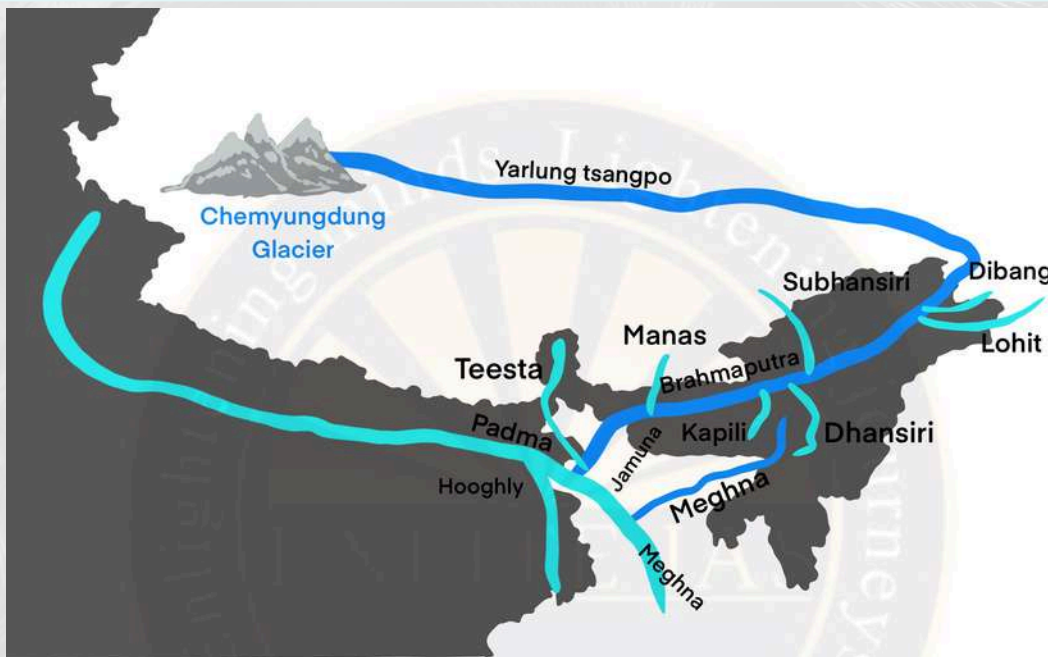 Yarlung tsangpo
Chemyungdung
Glacier
Subhansiri
Dibang
Lohit
Manas
Teesta
Brahmaputra
Padma
Kapili
Dhansiri
Jamuna
Hooghly
Meghna
Meghna